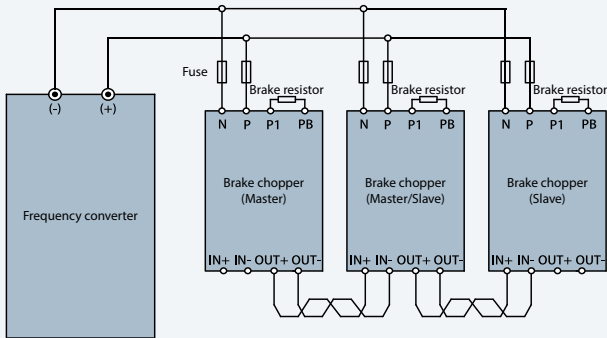 Fuse
Brake resistor
Brake resistor
Brake resistor
(-)
(+)
N P P1 PB
N P P1 PB
N P P1 PB
Frequency converter
Brake chopper
(Master)
Brake chopper
(Master/Slave)
Brake chopper
(Slave)
IN+ IN- OUT+ OUT-
IN+ IN- OUT+ OUT-
IN+ IN- OUT+ OUT-